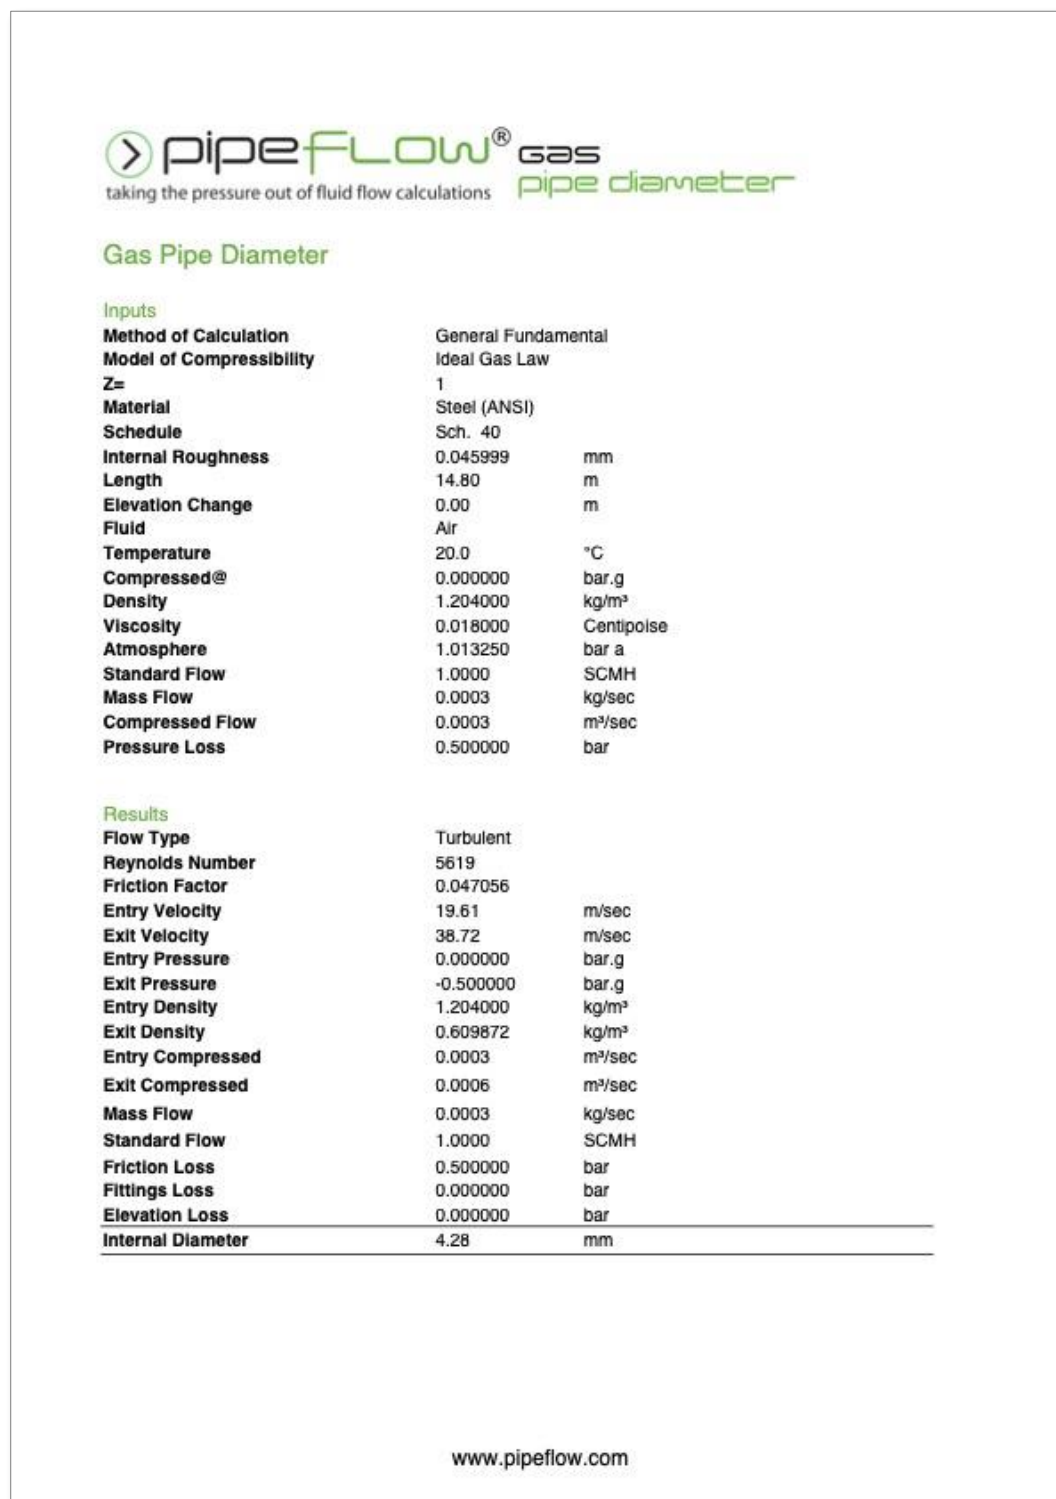 pipeFLOW® Gas
pipe diameter
taking the pressure out of fluid flow calculations
Gas Pipe Diameter
Inputs
Method of Calculation General Fundamental
Model of Compressibility Ideal Gas Law
Z= 1
Material Steel (ANSI)
Schedule Sch. 40
Internal Roughness 0.045999 mm
Length 14.80 m
Elevation Change 0.00 m
Fluid Air
Temperature 20.0 °C
Compressed@ 0.000000 bar.g
Density 1.204000 kg/m³
Viscosity 0.018000 Centipoise
Atmosphere 1.013250 bar a
Standard Flow 1.0000 SCMH
Mass Flow 0.0003 kg/sec
Compressed Flow 0.0003 m³/sec
Pressure Loss 0.500000 bar
Results
Flow Type Turbulent
Reynolds Number 5619
Friction Factor 0.047056
Entry Velocity 19.61 m/sec
Exit Velocity 38.72 m/sec
Entry Pressure 0.000000 bar.g
Exit Pressure -0.500000 bar.g
Entry Density 1.204000 kg/m³
Exit Density 0.609872 kg/m³
Entry Compressed 0.0003 m³/sec
Exit Compressed 0.0006 m³/sec
Mass Flow 0.0003 kg/sec
Standard Flow 1.0000 SCMH
Friction Loss 0.500000 bar
Fittings Loss 0.000000 bar
Elevation Loss 0.000000 bar
Internal Diameter 4.28 mm
www.pipeflow.com